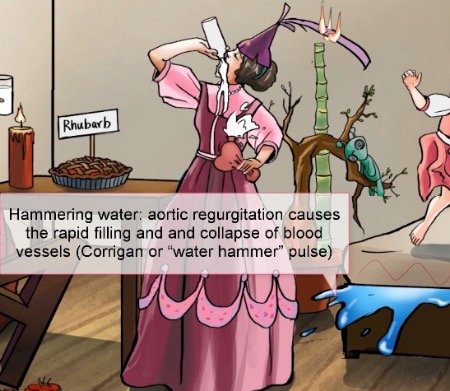 Rhubarb
Hammering water: aortic regurgitation causes
the rapid filling and and collapse of blood
vessels (Corrigan or “water hammer” pulse)